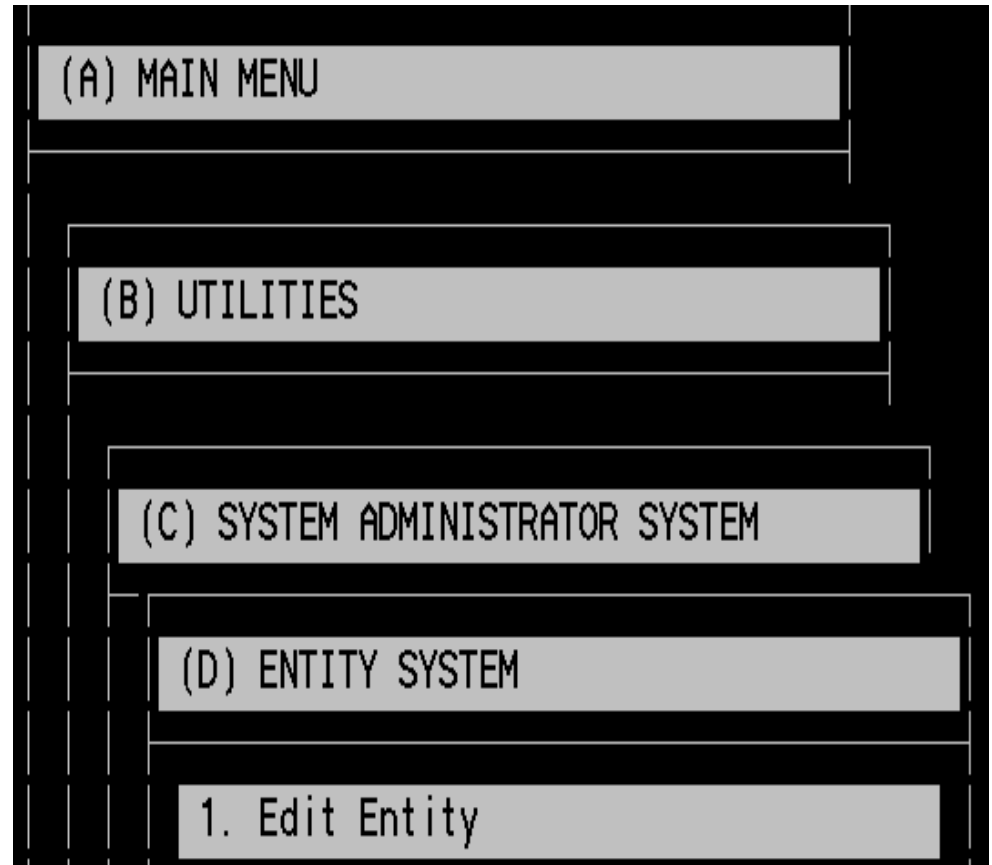 (A) MAIN MENU
(B) UTILITIES
(C) SYSTEM ADMINISTRATOR SYSTEM
(D) ENTITY SYSTEM
1. Edit Entity